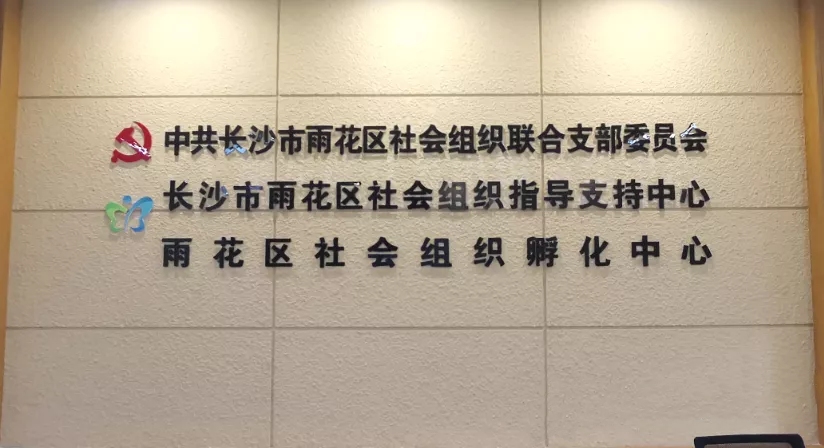 中共长沙市雨花区社会组织联合支部委员会
长沙市雨花区社会组织指导支持中心
雨花区社会组织孵化中心